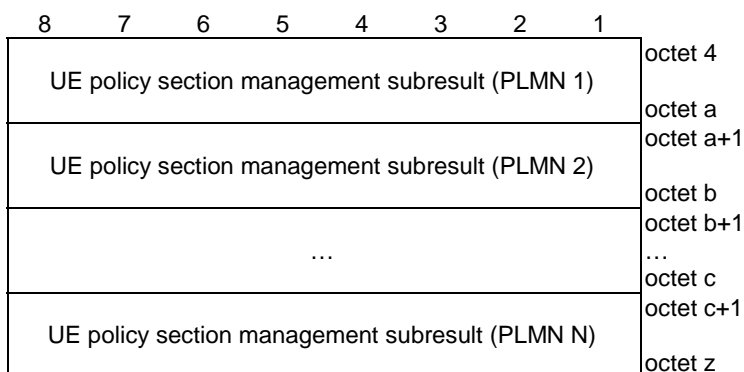 8 7 6 5 4 3 2 1
octet 4
UE policy section management subresult (PLMN 1)
octet a
octet a+1
UE policy section management subresult (PLMN 2)
octet b
octet b+1
… …
octet c
octet c+1
UE policy section management subresult (PLMN N)
octet z